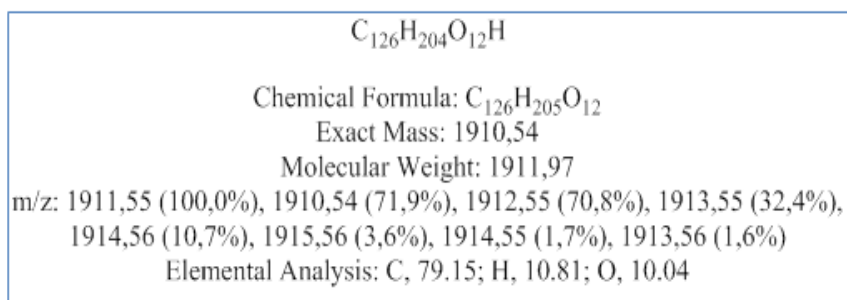 C₁₂₆H₂₀₄O₁₂H
Chemical Formula: C₁₂₆H₂₀₅O₁₂
Exact Mass: 1910,54
Molecular Weight: 1911,97
m/z: 1911,55 (100,0%), 1910,54 (71,9%), 1912,55 (70,8%), 1913,55 (32,4%),
1914,56 (10,7%), 1915,56 (3,6%), 1914,55 (1,7%), 1913,56 (1,6%)
Elemental Analysis: C, 79.15; H, 10.81; O, 10.04